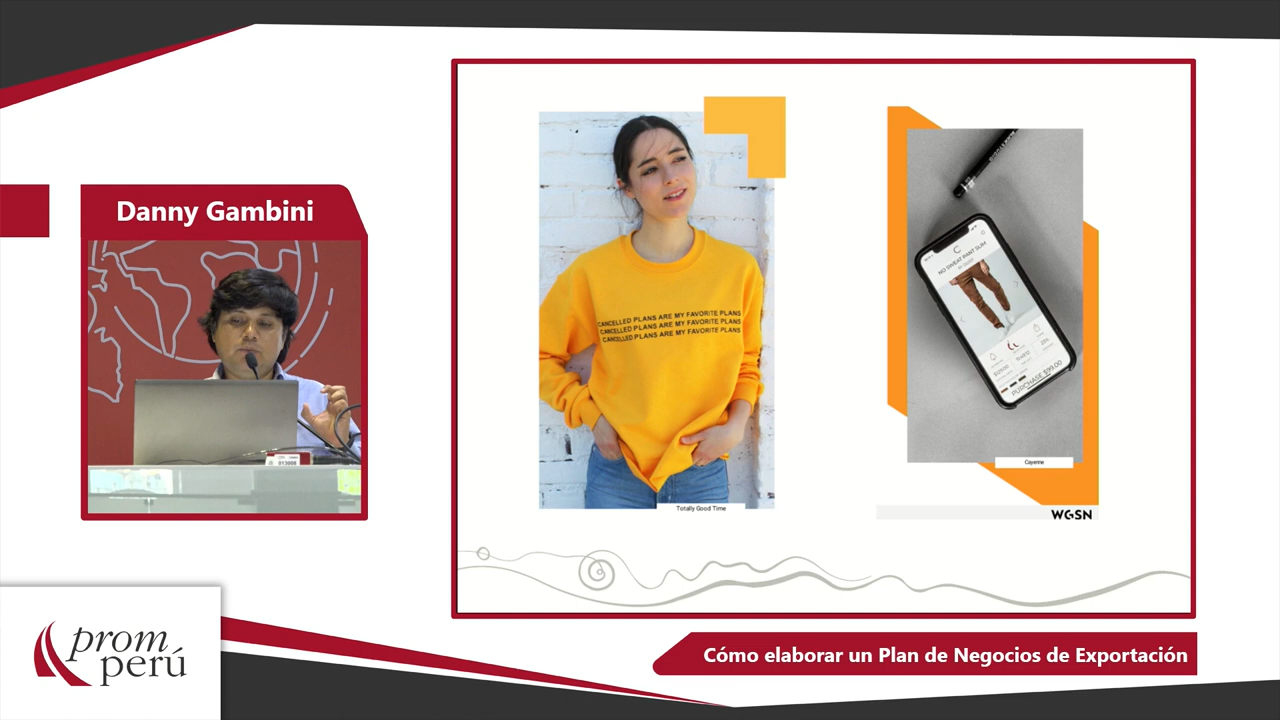 Danny Gambini
CANCELLED PLANS ARE MY FAVORITE PLANS
CANCELLED PLANS ARE MY FAVORITE PLANS
CANCELLED PLANS ARE MY FAVORITE PLANS
Totally Good Time
NO SWEAT PANT SLIM
PURCHASE $99.00
Cayenne
WGSN
prom
perú
Cómo elaborar un Plan de Negocios de Exportación